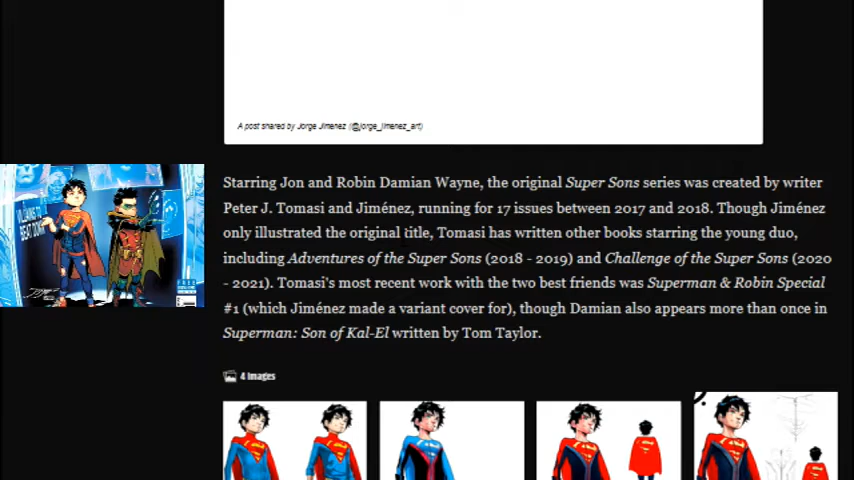 A post shared by Jorge Jimenez (@jorge_jimenez_art)
Starring Jon and Robin Damian Wayne, the original Super Sons series was created by writer
Peter J. Tomasi and Jiménez, running for 17 issues between 2017 and 2018. Though Jiménez
only illustrated the original title, Tomasi has written other books starring the young duo,
including Adventures of the Super Sons (2018 - 2019) and Challenge of the Super Sons (2020
- 2021). Tomasi's most recent work with the two best friends was Superman & Robin Special
#1 (which Jiménez made a variant cover for), though Damian also appears more than once in
Superman: Son of Kal-El written by Tom Taylor.
VILLAINS TO
BEAT DOWN
FREE
4 Images